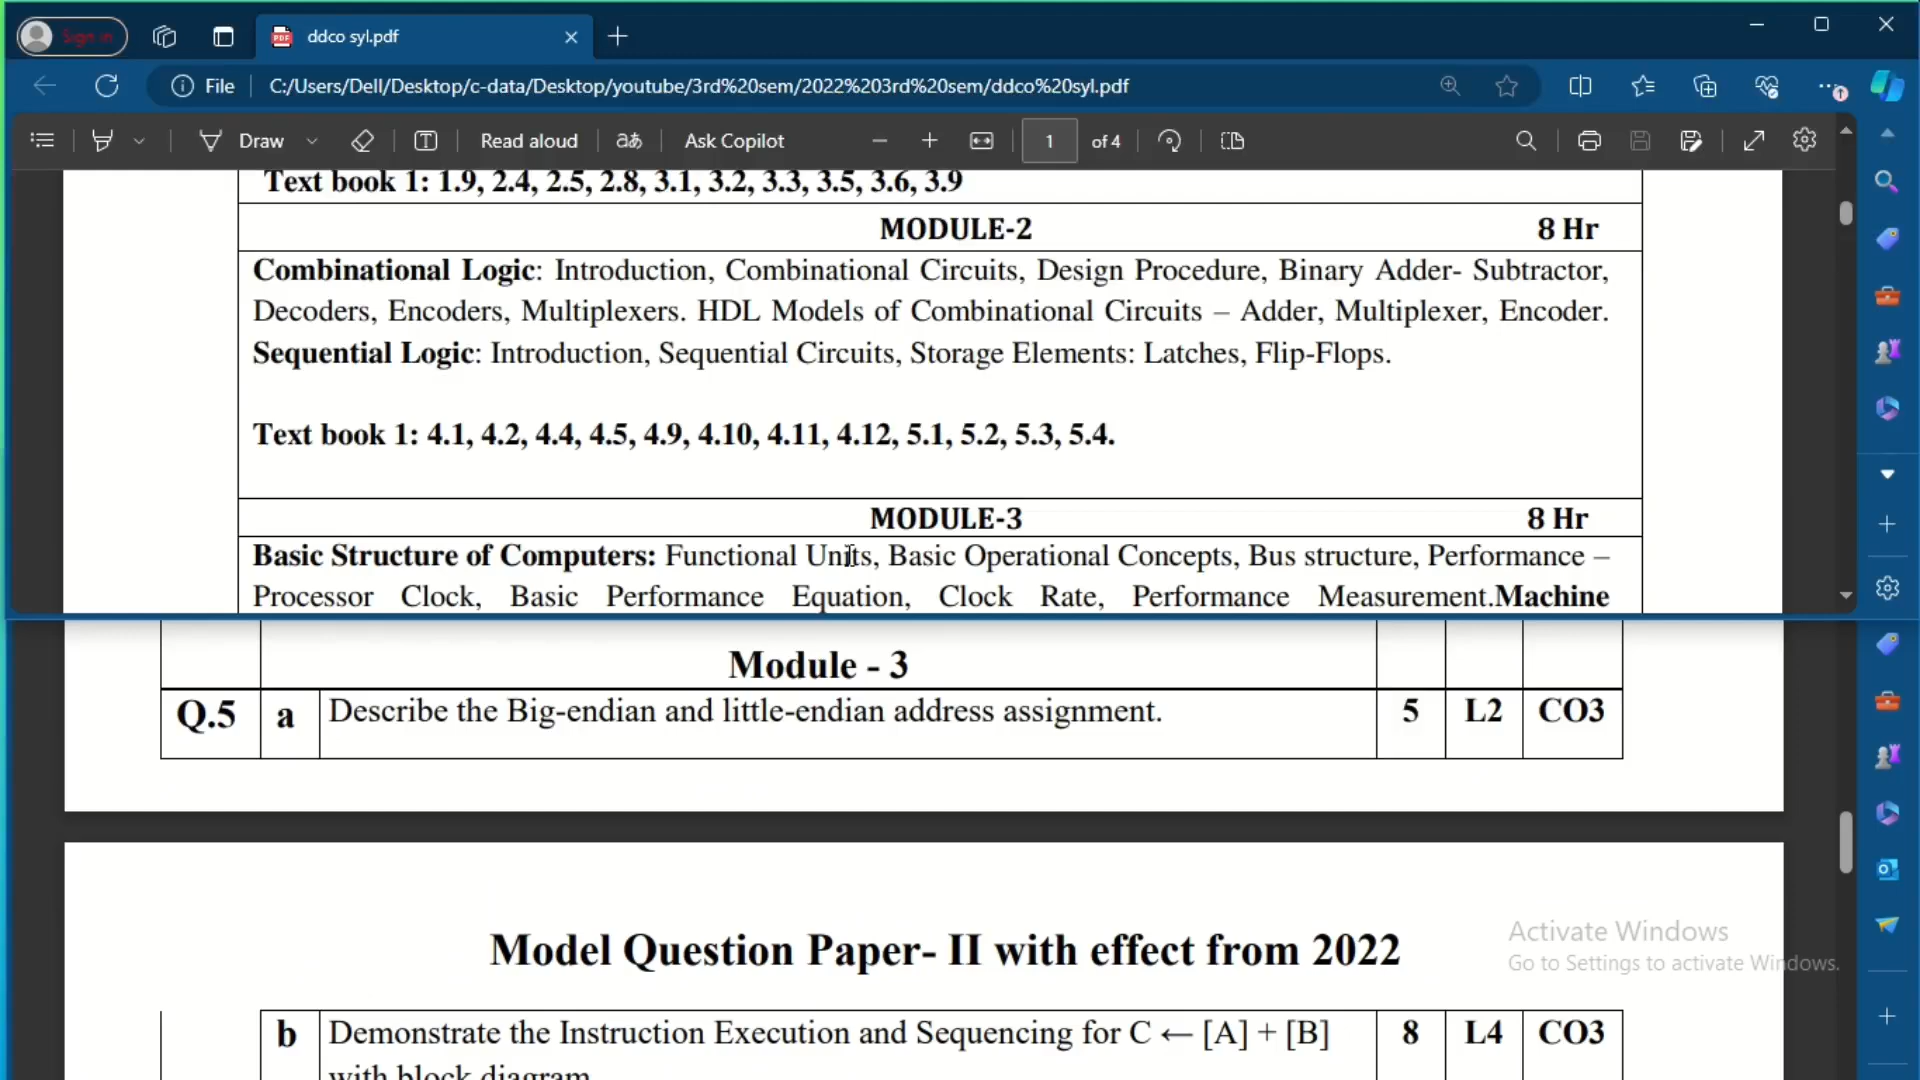 Sign in
ddco syl.pdf
File
C:/Users/Dell/Desktop/c-data/Desktop/youtube/3rd%20sem/2022%203rd%20sem/ddco%20syl.pdf
Draw
Read aloud
Ask Copilot
1 of 4
Text book 1: 1.9, 2.4, 2.5, 2.8, 3.1, 3.2, 3.3, 3.5, 3.6, 3.9
MODULE-2 8 Hr
Combinational Logic: Introduction, Combinational Circuits, Design Procedure, Binary Adder- Subtractor,
Decoders, Encoders, Multiplexers. HDL Models of Combinational Circuits – Adder, Multiplexer, Encoder.
Sequential Logic: Introduction, Sequential Circuits, Storage Elements: Latches, Flip-Flops.
Text book 1: 4.1, 4.2, 4.4, 4.5, 4.9, 4.10, 4.11, 4.12, 5.1, 5.2, 5.3, 5.4.
MODULE-3 8 Hr
Basic Structure of Computers: Functional Units, Basic Operational Concepts, Bus structure, Performance –
Processor Clock, Basic Performance Equation, Clock Rate, Performance Measurement.Machine
Module - 3
Q.5 a Describe the Big-endian and little-endian address assignment. 5 L2 CO3
Model Question Paper- II with effect from 2022
Activate Windows
Go to Settings to activate Windows.
b Demonstrate the Instruction Execution and Sequencing for C ← [A] + [B] 8 L4 CO3
with block diagram